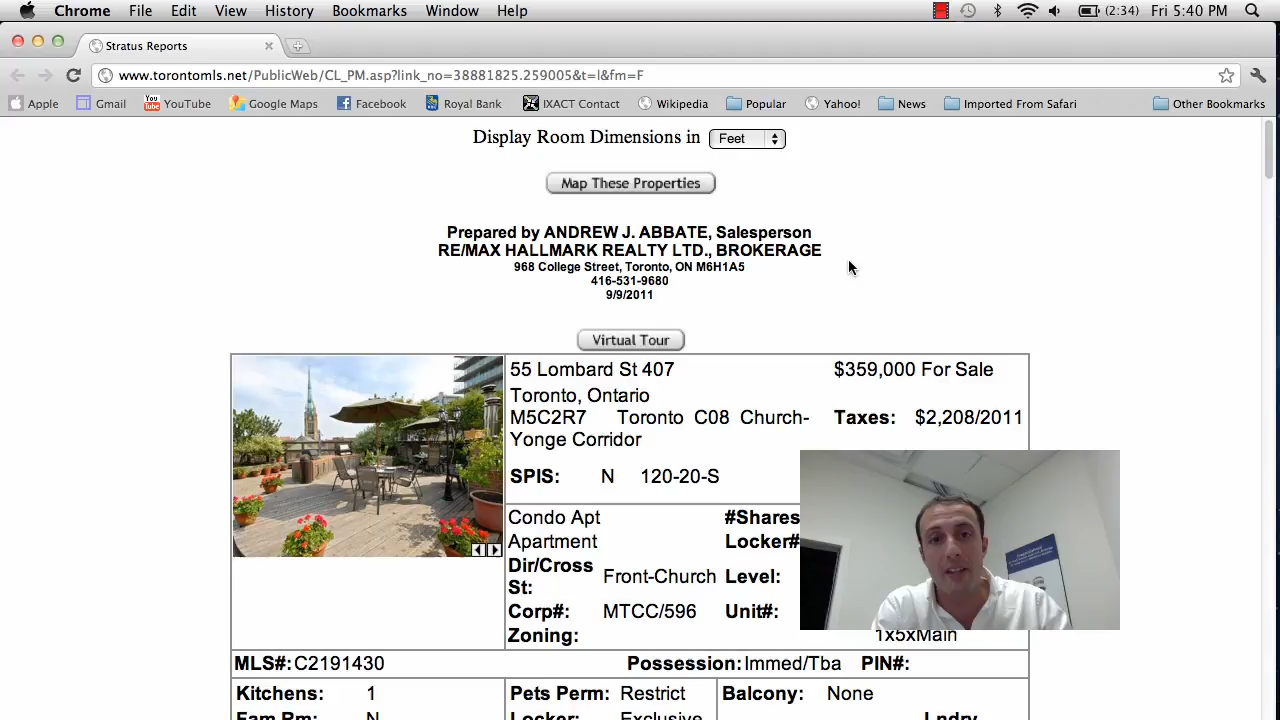 Chrome File Edit View History Bookmarks Window Help (2:34) Fri 5:40 PM
Stratus Reports
www.torontomls.net/PublicWeb/CL_PM.asp?link_no=38881825.259005&t=l&fm=F
Apple Gmail YouTube Google Maps Facebook Royal Bank IXACT Contact Wikipedia Popular Yaho News Imported From Safari Other Bookmarks
Display Room Dimensions in Feet
Map These Properties
Prepared by ANDREW J. ABBATE, Salesperson
RE/MAX HALLMARK REALTY LTD., BROKERAGE
968 College Street, Toronto, ON M6H1A5
416-531-9680
9/9/2011
Virtual Tour
55 Lombard St 407 $359,000 For Sale
Toronto, Ontario
M5C2R7 Toronto C08 Church- Taxes: $2,208/2011
Yonge Corridor
SPIS: N 120-20-S
Condo Apt #Shares
Apartment Locker#
Dir/Cross St: Front-Church Level:
Corp#: MTCC/596 Unit#:
Zoning: 1x5xMain
MLS#: C2191430 Possession: Immed/Tba PIN#:
Kitchens: 1 Pets Perm: Restrict Balcony: None
Fam Rm: N Locker: Exclusive Lndry